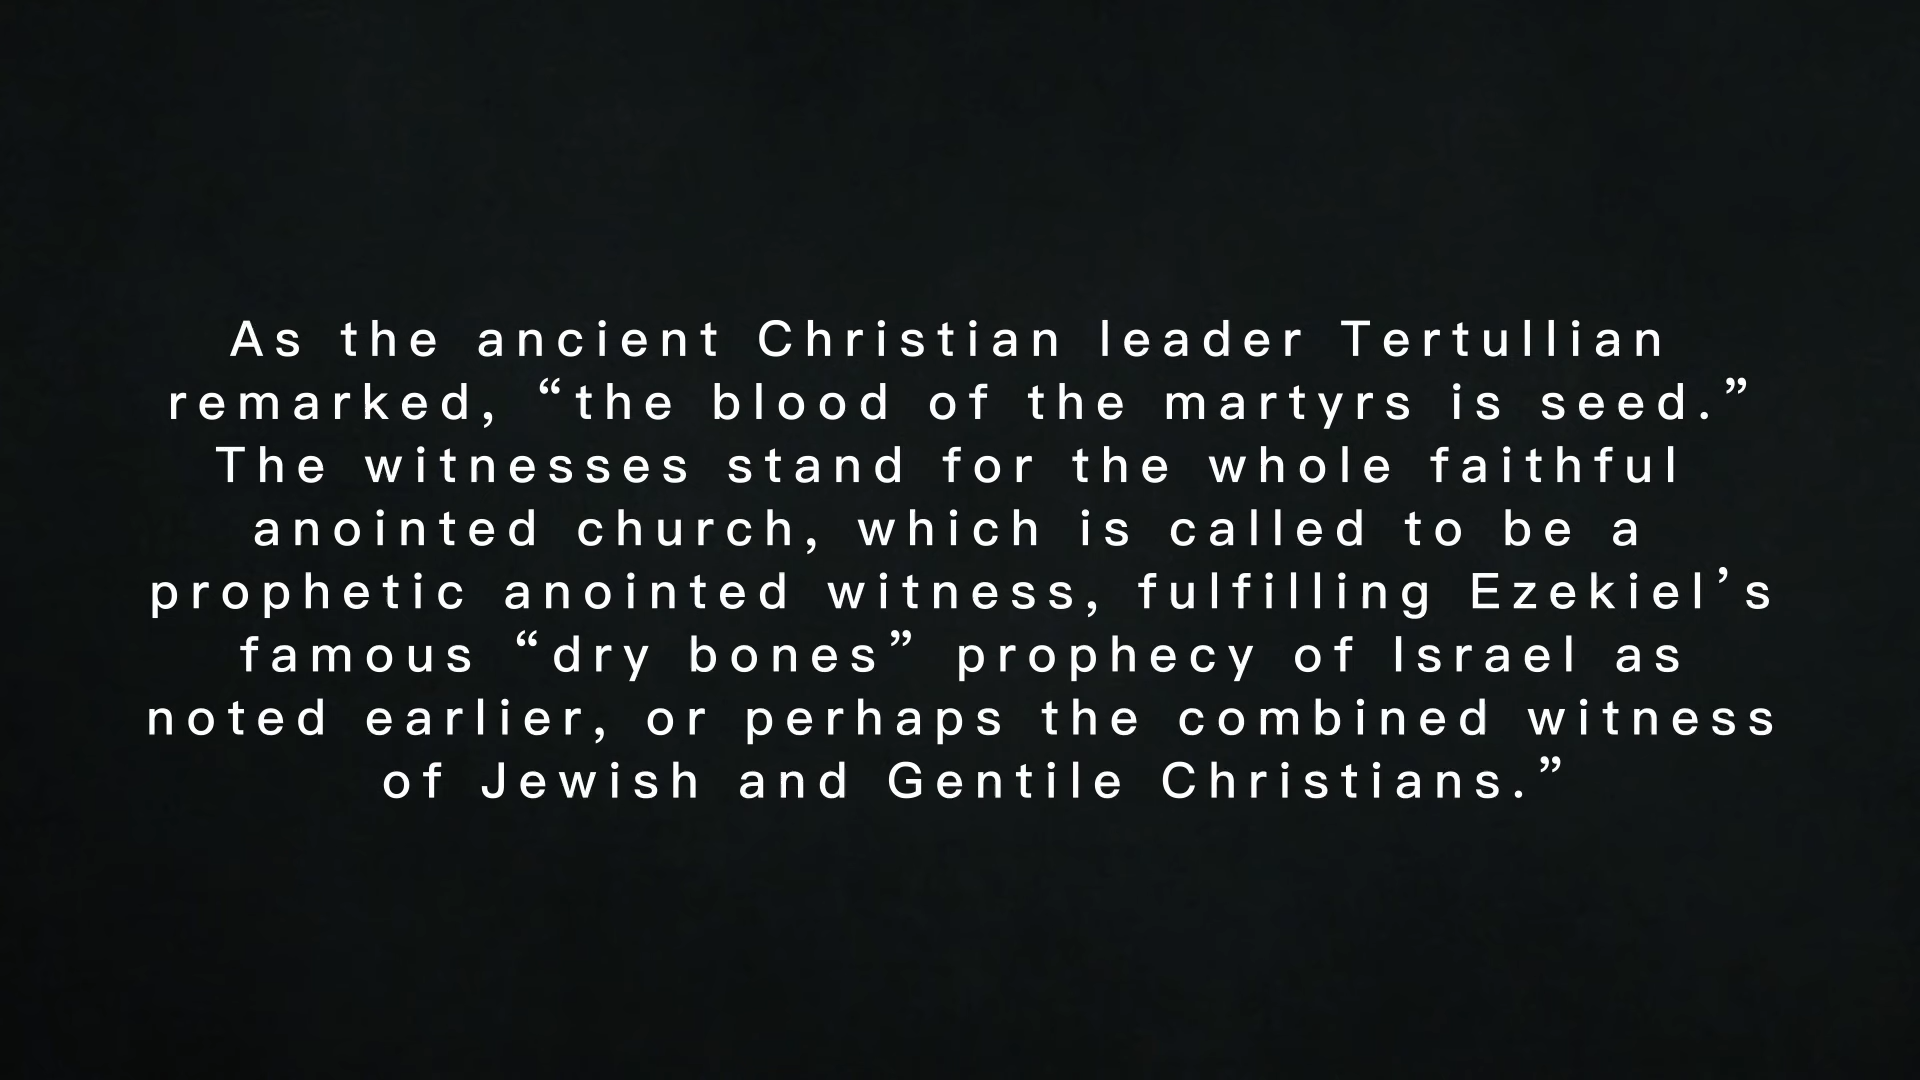 As the ancient Christian leader Tertullian
remarked, “the blood of the martyrs is seed.”
The witnesses stand for the whole faithful
anointed church, which is called to be a
prophetic anointed witness, fulfilling Ezekiel’s
famous “dry bones” prophecy of Israel as
noted earlier, or perhaps the combined witness
of Jewish and Gentile Christians.”